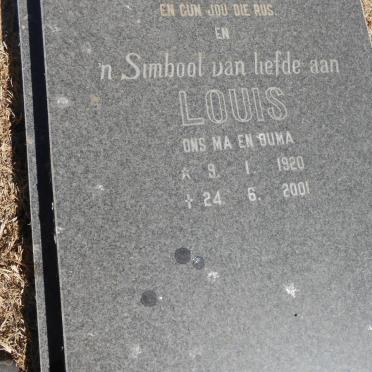 EN GUN JOU DIE RUS.
EN
'n Simbool van liefde aan
LOUIS
ONS MA EN OUMA
☆ 9. 1. 1920
✝ 24. 6. 2001